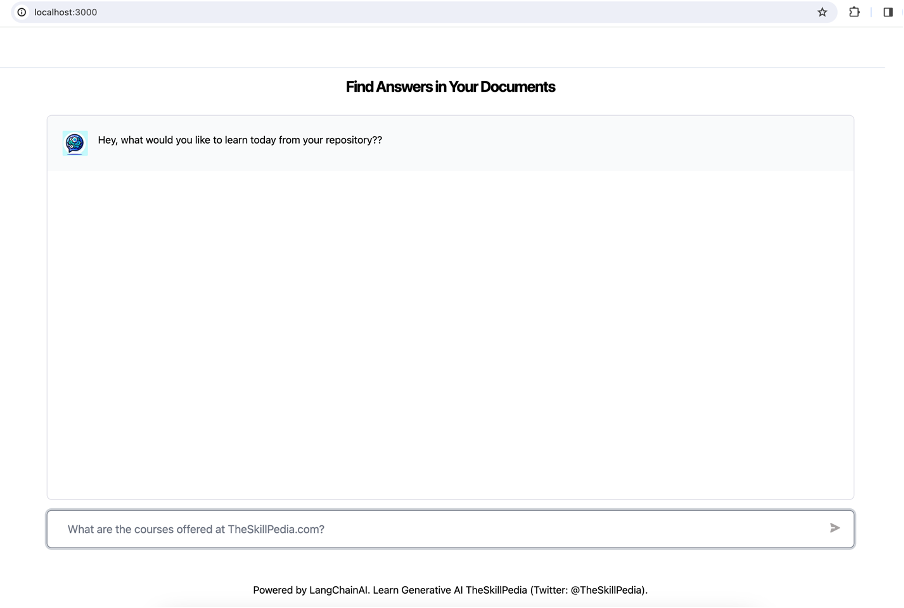 localhost:3000
Find Answers in Your Documents
Hey, what would you like to learn today from your repository??
What are the courses offered at TheSkillPedia.com?
Powered by LangChainAI. Learn Generative AI TheSkillPedia (Twitter: @TheSkillPedia).